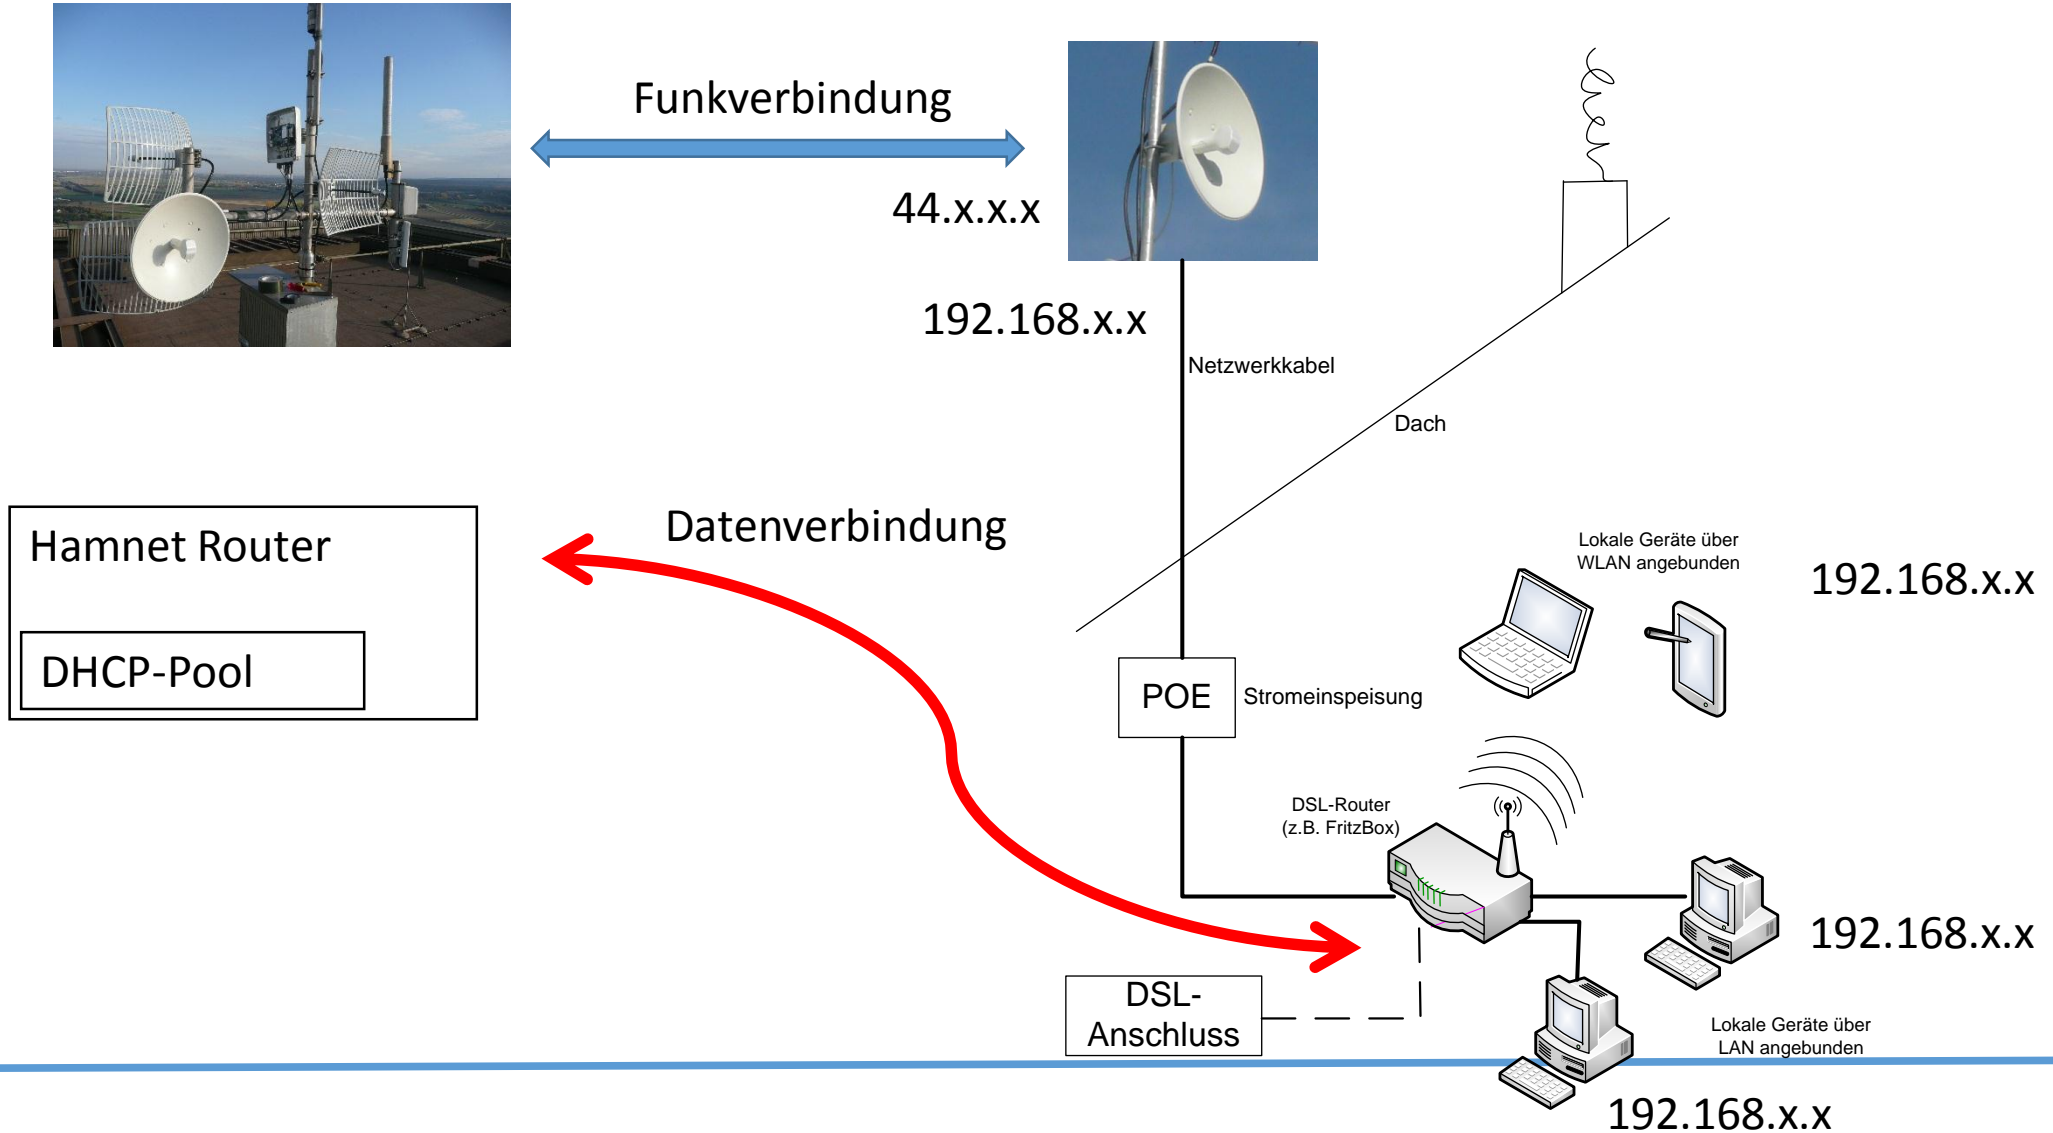 Funkverbindung
44.x.x.x
192.168.x.x
Netzwerkkabel
Dach
Hamnet Router
DHCP-Pool
Datenverbindung
Lokale Geräte über
WLAN angebunden
192.168.x.x
POE
Stromeinspeisung
DSL-Router
(z.B. FritzBox)
192.168.x.x
DSL-
Anschluss
Lokale Geräte über
LAN angebunden
192.168.x.x